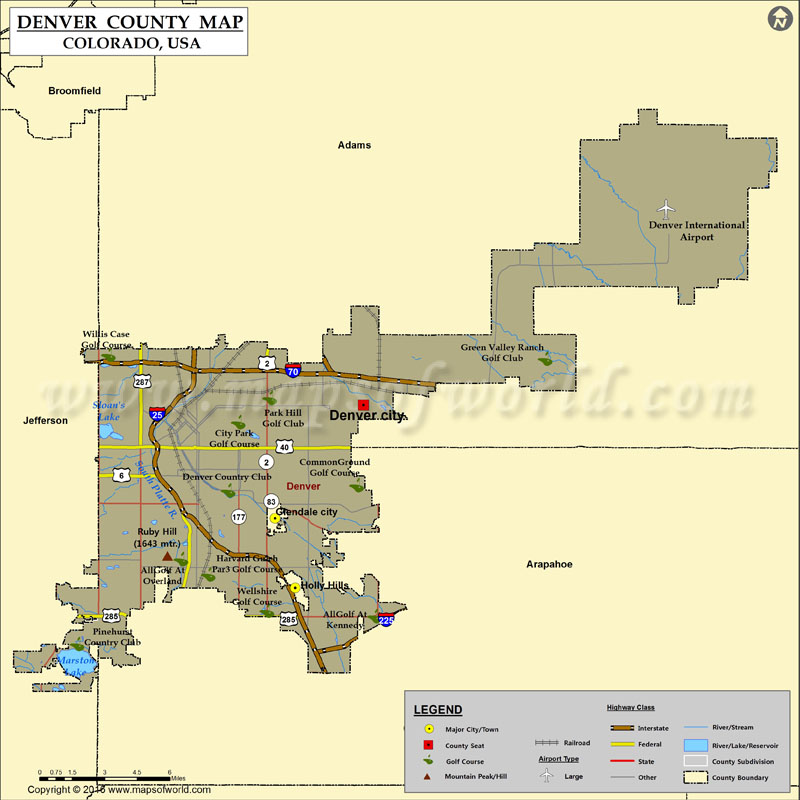 DENVER COUNTY MAP
COLORADO, USA
N
Broomfield
Adams
Denver International
Airport
Willis Case
Golf Course
Green Valley Ranch
Golf Club
2
70
287
www.mapsofworld.com
Sloan's
Lake
25
Jefferson
Park Hill
Golf Club
Denver city
City Park
Golf Course
40
2
CommonGround
Golf Course
6
South Platte R.
Denver Country Club
Denver
83
177
Glendale city
Ruby Hill
(1643 mtr.)
Harvard Gulch
Par3 Golf Course
AllGolf At
Overland
Arapahoe
Holly Hills
Wellshire
Golf Course
285
285
AllGolf At
Kennedy
225
Pinehurst
Country Club
Marston
Lake
LEGEND
Major City/Town
County Seat
Golf Course
Mountain Peak/Hill
Railroad
Airport Type
Large
Highway Class
Interstate
Federal
State
Other
River/Stream
River/Lake/Reservoir
County Subdivision
County Boundary
0 0.75 1.5 3 4.5 6
Miles